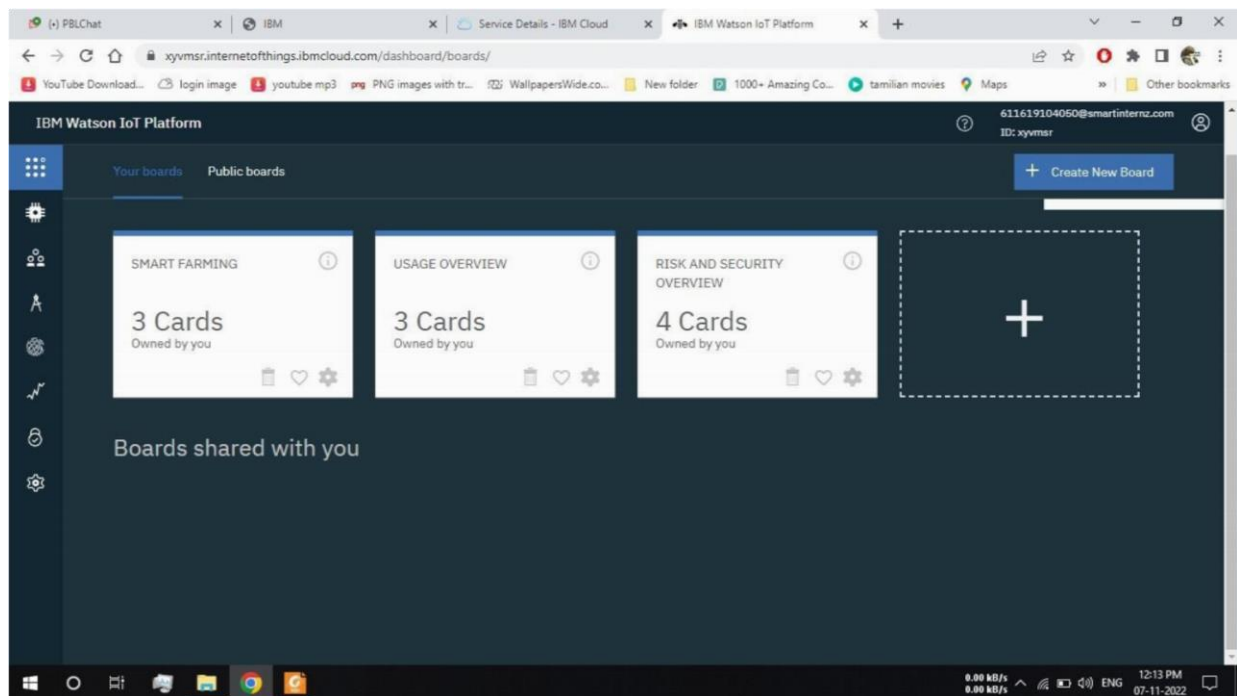 (•) PBLChat
IBM
Service Details - IBM Cloud
IBM Watson IoT Platform
xyvmsr.internetofthings.ibmcloud.com/dashboard/boards/
YouTube Download...
login image
youtube mp3
png PNG images with tr...
WallpapersWide.co...
New folder
1000+ Amazing Co...
tamilian movies
Maps
»
Other bookmarks
IBM Watson IoT Platform
611619104050@smartinternz.com
ID: xyvmsr
Your boards
Public boards
+ Create New Board
SMART FARMING
3 Cards
Owned by you
USAGE OVERVIEW
3 Cards
Owned by you
RISK AND SECURITY
OVERVIEW
4 Cards
Owned by you
Boards shared with you
0.00 kB/s
0.00 kB/s
ENG
12:13 PM
07-11-2022